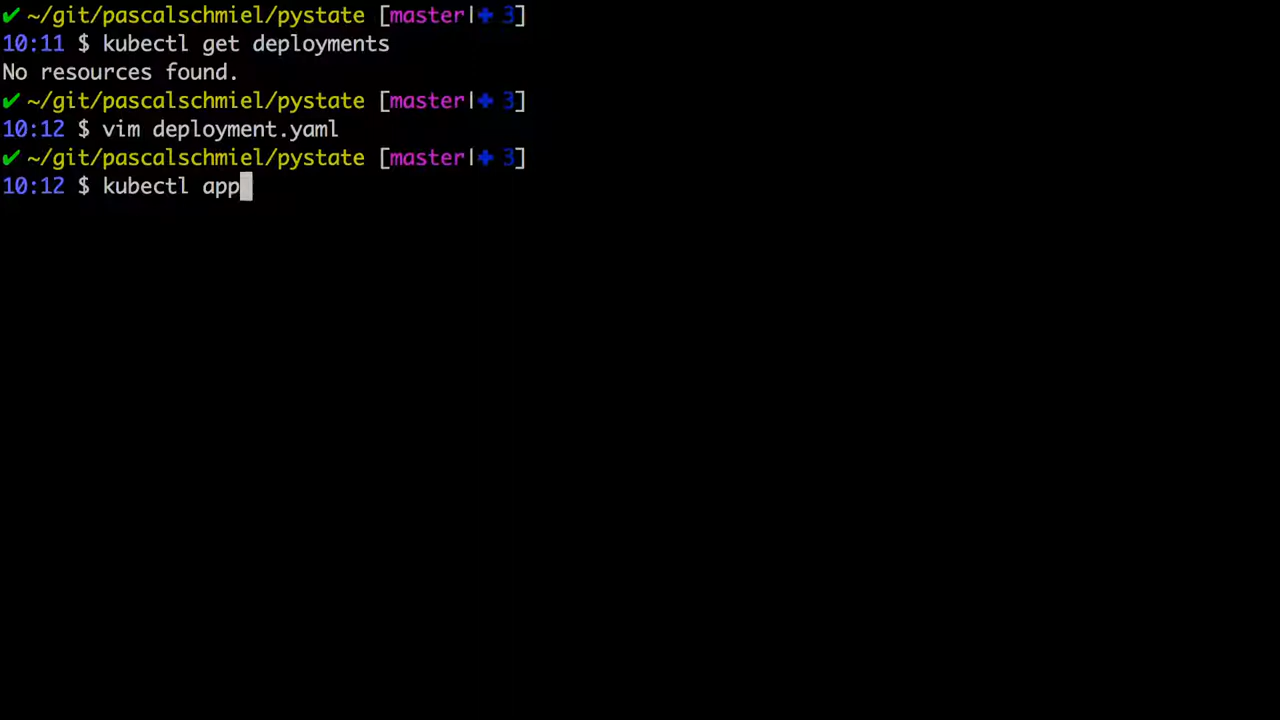 ✔ ~/git/pascalschmiel/pystate [master|✚ 3]
10:11 $ kubectl get deployments
No resources found.
✔ ~/git/pascalschmiel/pystate [master|✚ 3]
10:12 $ vim deployment.yaml
✔ ~/git/pascalschmiel/pystate [master|✚ 3]
10:12 $ kubectl app